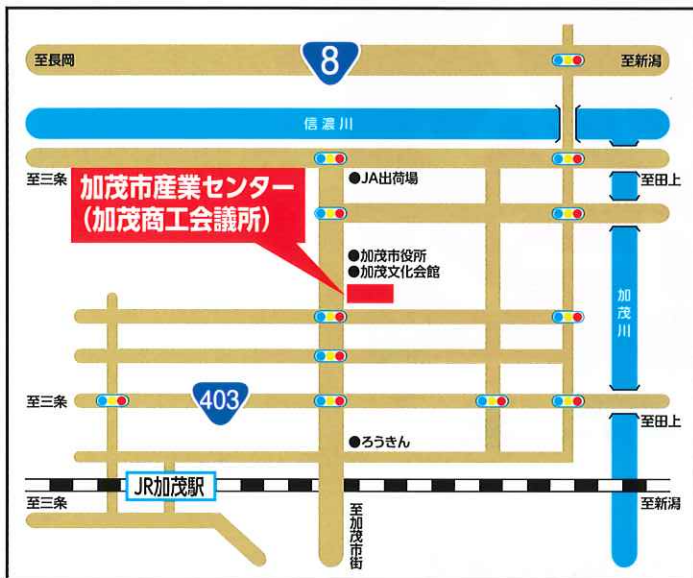 至長岡
8
至新潟
信濃川
至三条
●JA出荷場
至田上
加茂市産業センター
(加茂商工会議所)
●加茂市役所
●加茂文化会館
加茂川
至三条
403
至田上
●ろうきん
JR加茂駅
至三条
至新潟
至加茂市街